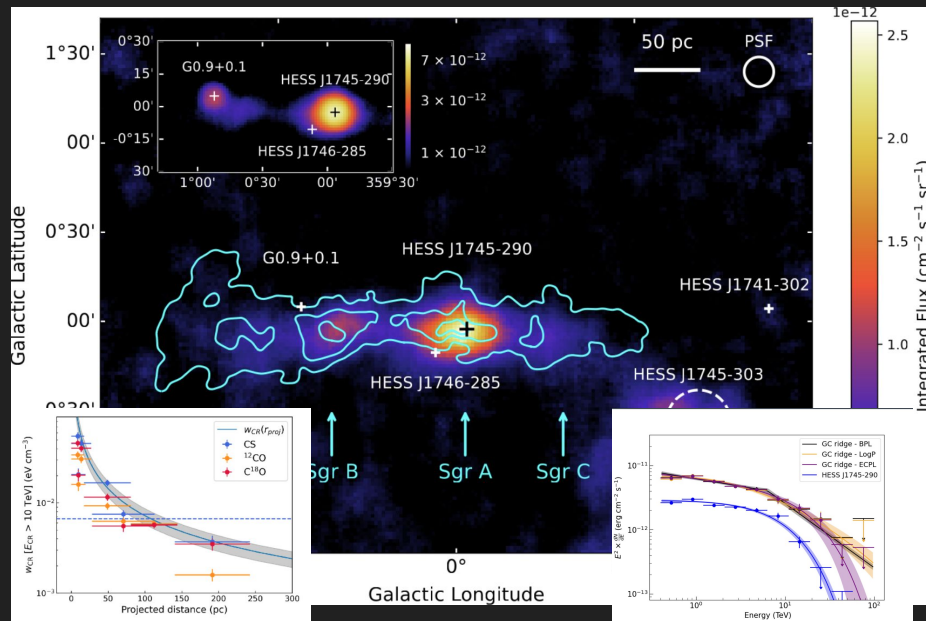 1e−12
1°30'
00'
0°30'
00'
0°30'
Galactic Latitude
0°30'
15'
00'
-0°15'
30'
1°00'
0°30'
00'
359°30'
G0.9+0.1
HESS J1745-290
HESS J1746-285
7 × 10⁻¹²
3 × 10⁻¹²
1 × 10⁻¹²
50 pc
PSF
2.5
2.0
1.5
1.0
Integrated Flux (cm⁻² s⁻¹ sr⁻¹)
G0.9+0.1
HESS J1745-290
HESS J1741-302
HESS J1746-285
HESS J1745-303
Sgr B
Sgr A
Sgr C
0°
Galactic Longitude
w_CR(r_proj)
CS
¹²CO
C¹⁸O
w_CR [E_CR > 10 TeV] (eV cm⁻³)
10⁻²
10⁻³
0
50
100
150
200
250
300
Projected distance (pc)
GC ridge - BPL
GC ridge - LogP
GC ridge - ECPL
HESS J1745-290
10⁻¹¹
10⁻¹²
10⁻¹³
10⁰
10¹
10²
Energy (TeV)